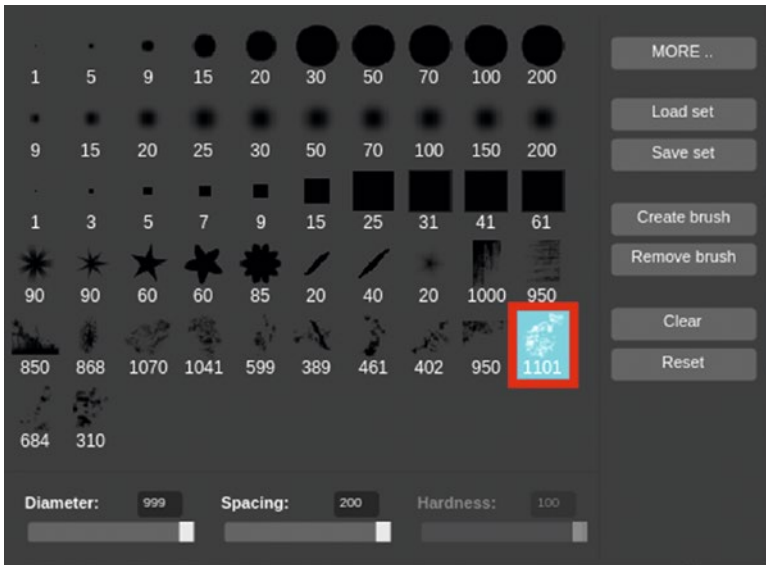 1 5 9 15 20 30 50 70 100 200
MORE ..
9 15 20 25 30 50 70 100 150 200
Load set
Save set
1 3 5 7 9 15 25 31 41 61
Create brush
90 90 60 60 85 20 40 20 1000 950
Remove brush
850 868 1070 1041 599 389 461 402 950 1101
Clear
Reset
684 310
Diameter: 999 Spacing: 200 Hardness: 100